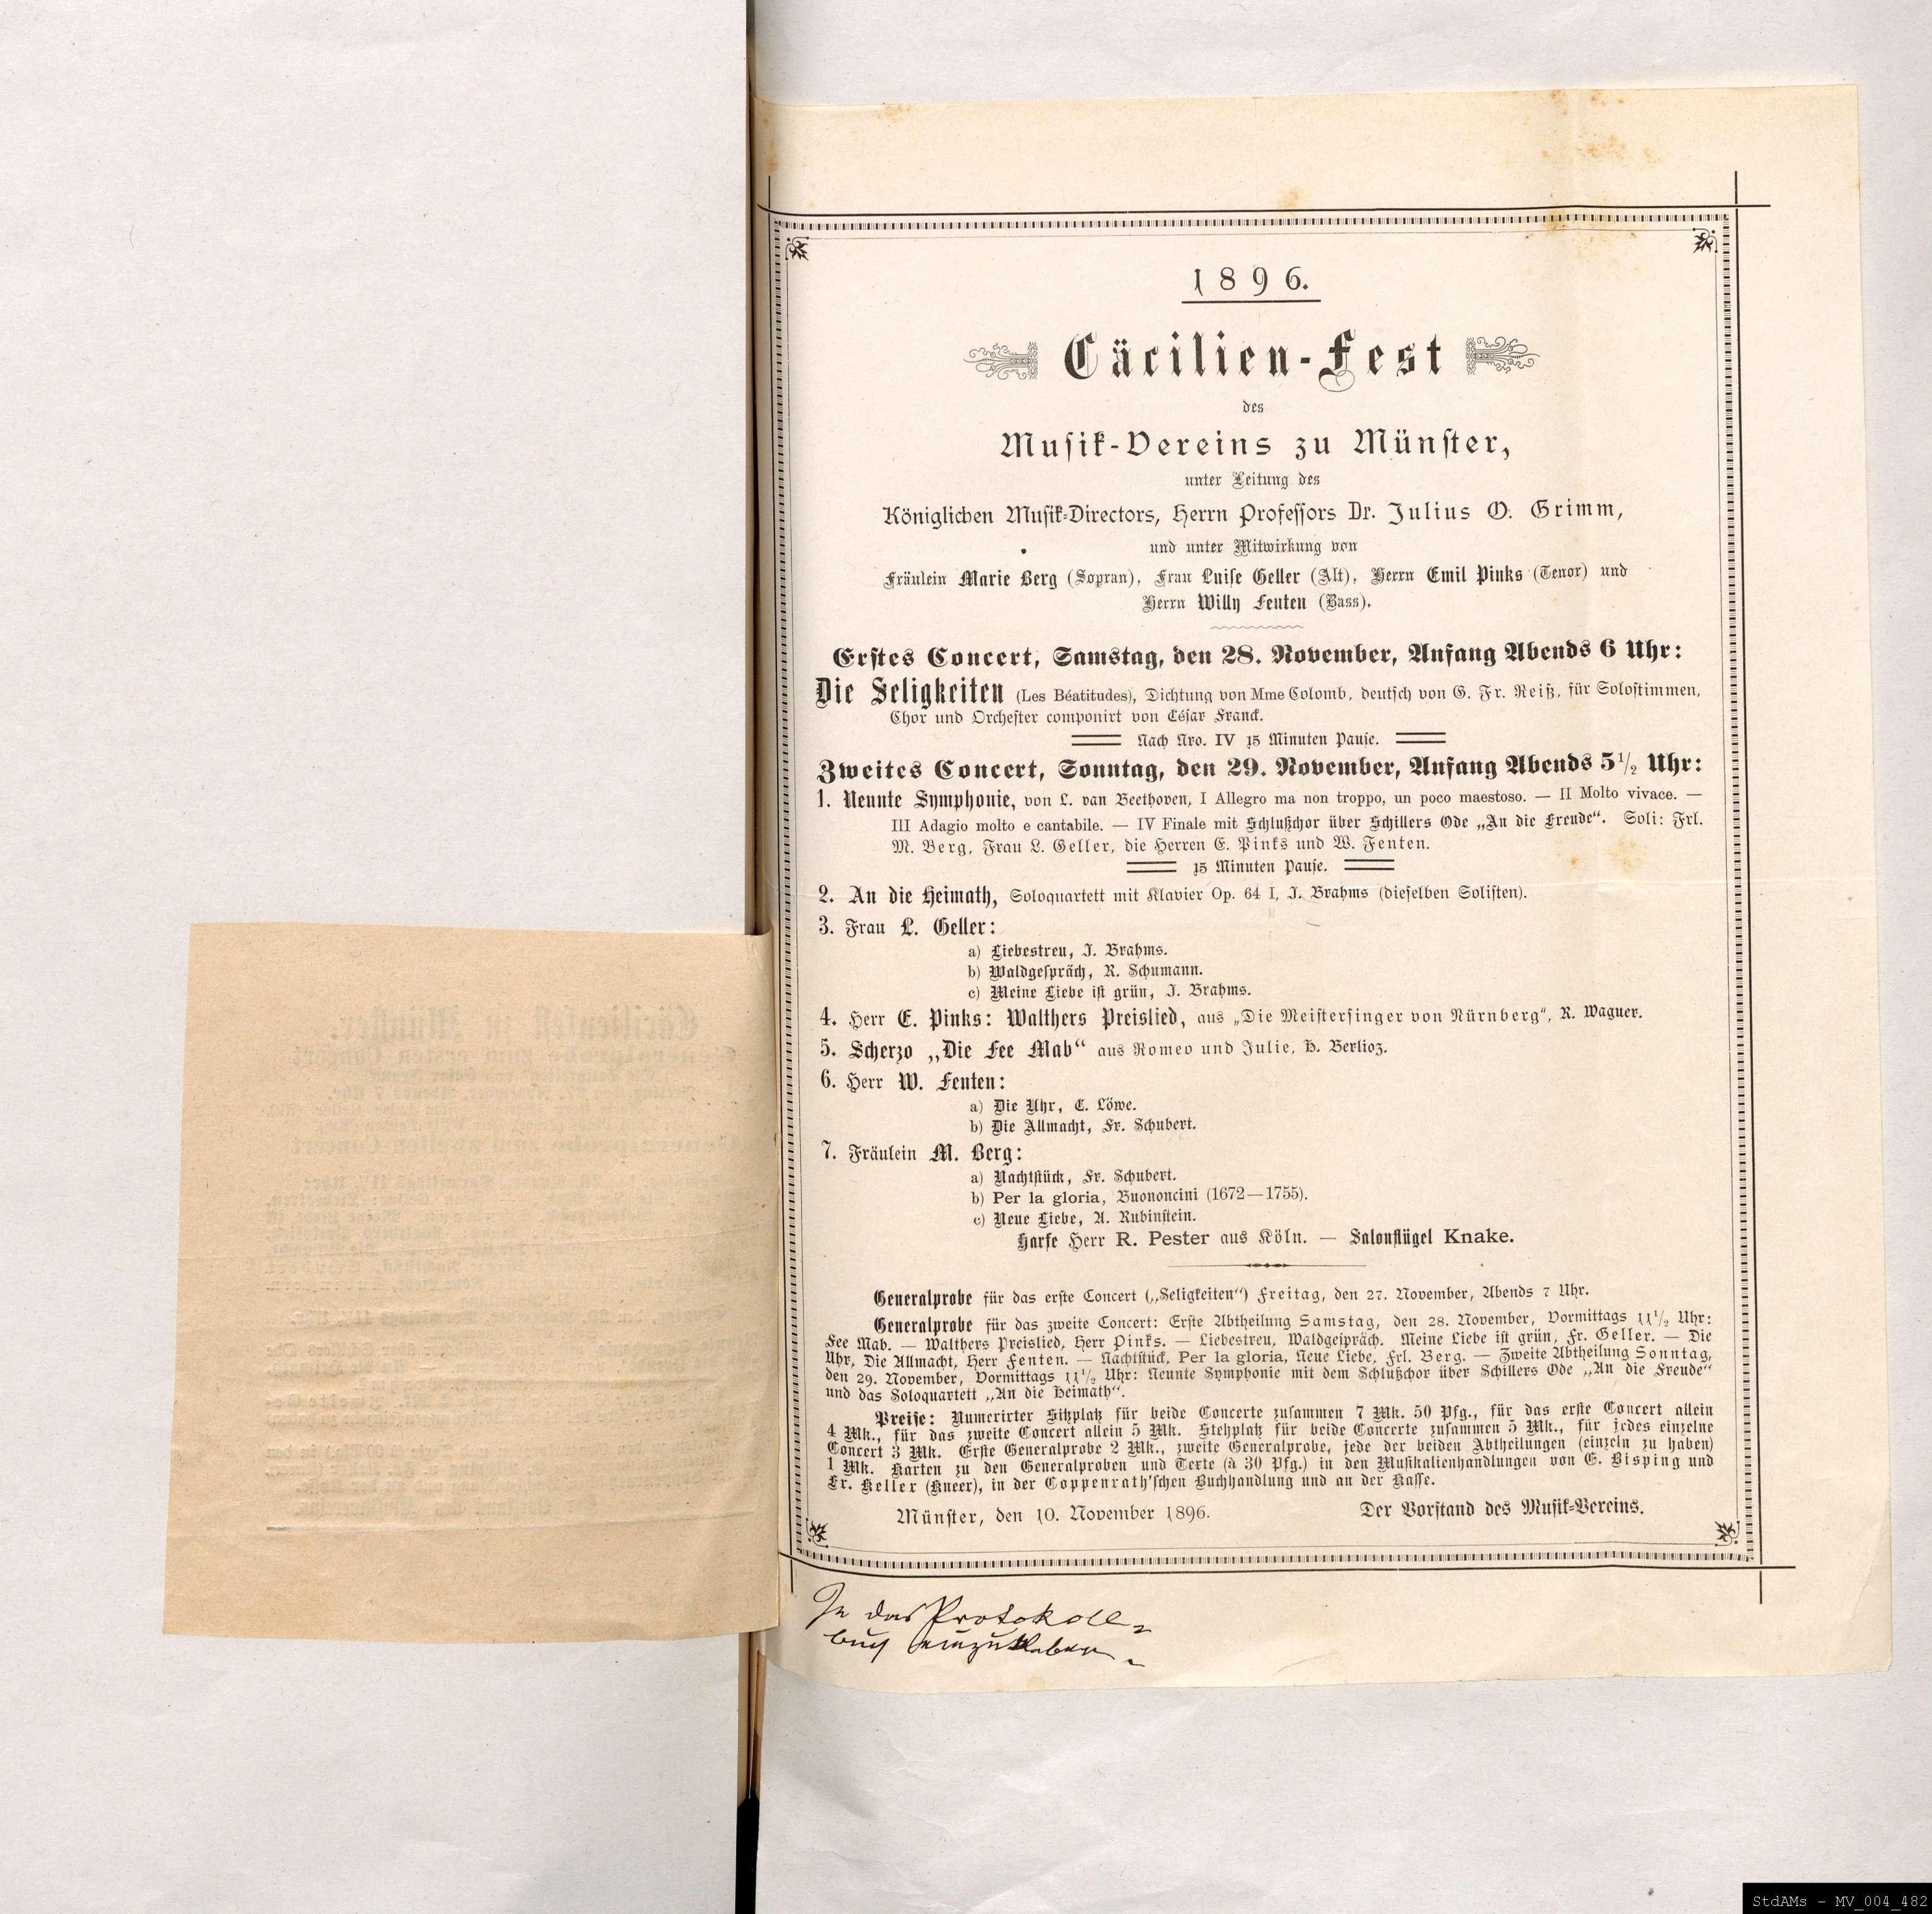 1896.
Cäcilien-Fest
des
Musik-Vereins zu Münster,
unter Leitung des
Königlichen Musik-Directors, Herrn Professors Dr. Julius O. Grimm,
und unter Mitwirkung von
Fräulein Marie Berg (Sopran), Frau Luise Geller (Alt), Herrn Emil Pinks (Tenor) und
Herrn Willy Fenten (Bass).
Erstes Concert, Samstag, den 28. November, Anfang Abends 6 Uhr:
Die Seligkeiten (Les Béatitudes), Dichtung von Mme Colomb, deutsch von G. Fr. Reiß, für Solostimmen,
Chor und Orchester componirt von César Franck.
Nach Nro. IV 15 Minuten Pause.
Zweites Concert, Sonntag, den 29. November, Anfang Abends 5 1/2 Uhr:
1. Neunte Symphonie, von L. van Beethoven, I Allegro ma non troppo, un poco maestoso. — II Molto vivace. —
III Adagio molto e cantabile. — IV Finale mit Schlußchor über Schillers Ode „An die Freude“. Soli: Frl.
M. Berg, Frau L. Geller, die Herren E. Pinks und W. Fenten.
15 Minuten Pause.
2. An die Heimath, Soloquartett mit Klavier Op. 64 I, J. Brahms (dieselben Solisten).
3. Frau L. Geller:
a) Liebestreu, J. Brahms.
b) Waldgespräch, R. Schumann.
c) Meine Liebe ist grün, J. Brahms.
4. Herr E. Pinks: Walthers Preislied, aus „Die Meistersinger von Nürnberg“, R. Wagner.
5. Scherzo „Die Fee Mab“ aus Romeo und Julie, H. Berlioz.
6. Herr W. Fenten:
a) Die Uhr, C. Löwe.
b) Die Allmacht, Fr. Schubert.
7. Fräulein M. Berg:
a) Nachtstück, Fr. Schubert.
b) Per la gloria, Buononcini (1672—1755).
c) Neue Liebe, A. Rubinstein.
Harfe Herr R. Pester aus Köln. — Salonflügel Knake.
Generalprobe für das erste Concert („Seligkeiten“) Freitag, den 27. November, Abends 7 Uhr.
Generalprobe für das zweite Concert: Erste Abtheilung Samstag, den 28. November, Vormittags 11 1/2 Uhr:
Fee Mab. — Walthers Preislied, Herr Pinks. — Liebestreu, Waldgespräch. Meine Liebe ist grün, Fr. Geller. — Die
Uhr, Die Allmacht, Herr Fenten. — Nachtstück, Per la gloria, Neue Liebe, Frl. Berg. — Zweite Abtheilung Sonntag,
den 29. November, Vormittags 11 1/2 Uhr: Neunte Symphonie mit dem Schlußchor über Schillers Ode „An die Freude“
und das Soloquartett „An die Heimath“.
Preise: Numerirter Sitzplatz für beide Concerte zusammen 7 Mk. 50 Pfg., für das erste Concert allein
4 Mk., für das zweite Concert allein 5 Mk. Stehplatz für beide Concerte zusammen 5 Mk., für jedes einzelne
Concert 3 Mk. Erste Generalprobe 2 Mk., zweite Generalprobe, jede der beiden Abtheilungen (einzeln zu haben)
1 Mk. Karten zu den Generalproben und Texte (à 30 Pfg.) in den Musikalienhandlungen von E. Bisping und
Fr. Keller (Kneer), in der Coppenrath'schen Buchhandlung und an der Kasse.
Münster, den 10. November 1896. Der Vorstand des Musik-Vereins.
In das Protokoll-
buch einzukleben.
StdAMs - MV_004_482